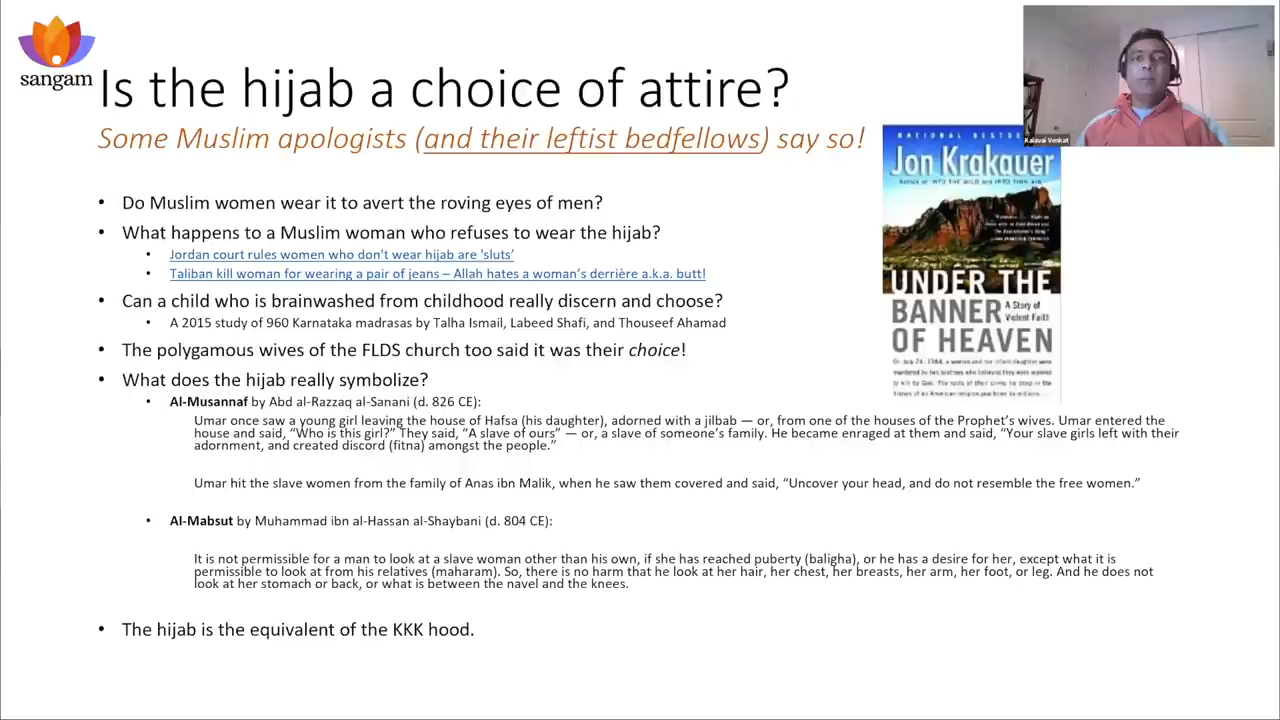 sangam
Is the hijab a choice of attire?
Some Muslim apologists (and their leftist bedfellows) say so!
• Do Muslim women wear it to avert the roving eyes of men?
• What happens to a Muslim woman who refuses to wear the hijab?
• Jordan court rules women who don't wear hijab are 'sluts'
• Taliban kill woman for wearing a pair of jeans – Allah hates a woman's derrière a.k.a. butt!
• Can a child who is brainwashed from childhood really discern and choose?
• A 2015 study of 960 Karnataka madrasas by Talha Ismail, Labeed Shafi, and Thouseef Ahamad
• The polygamous wives of the FLDS church too said it was their choice!
• What does the hijab really symbolize?
• Al-Musannaf by Abd al-Razzaq al-Sanani (d. 826 CE):
Umar once saw a young girl leaving the house of Hafsa (his daughter), adorned with a jilbab — or, from one of the houses of the Prophet's wives. Umar entered the
house and said, "Who is this girl?" They said, "A slave of ours" — or, a slave of someone's family. He became enraged at them and said, "Your slave girls left with their
adornment, and created discord (fitna) amongst the people."
Umar hit the slave women from the family of Anas ibn Malik, when he saw them covered and said, "Uncover your head, and do not resemble the free women."
• Al-Mabsut by Muhammad ibn al-Hassan al-Shaybani (d. 804 CE):
It is not permissible for a man to look at a slave woman other than his own, if she has reached puberty (baligha), or he has a desire for her, except what it is
permissible to look at from his relatives (maharam). So, there is no harm that he look at her hair, her chest, her breasts, her arm, her foot, or leg. And he does not
look at her stomach or back, or what is between the navel and the knees.
• The hijab is the equivalent of the KKK hood.
Kalavai Venkat
NATIONAL BESTSE
Jon Krakauer
UNDER THE
BANNER
A Story of
Violent Faith
OF HEAVEN